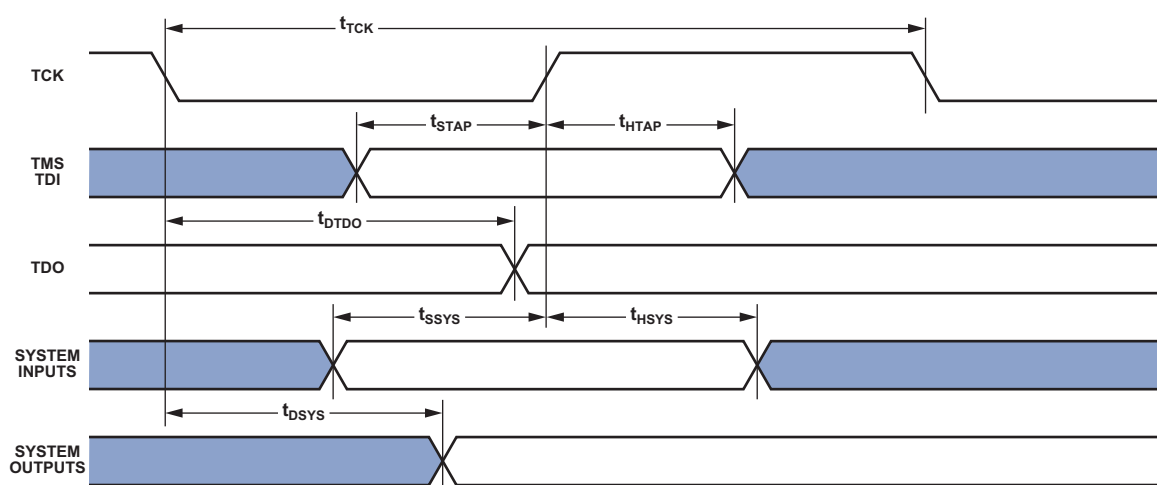 tTCK
TCK
tSTAP
tHTAP
TMS
TDI
tDTDO
TDO
tSSYS
tHSYS
SYSTEM
INPUTS
tDSYS
SYSTEM
OUTPUTS